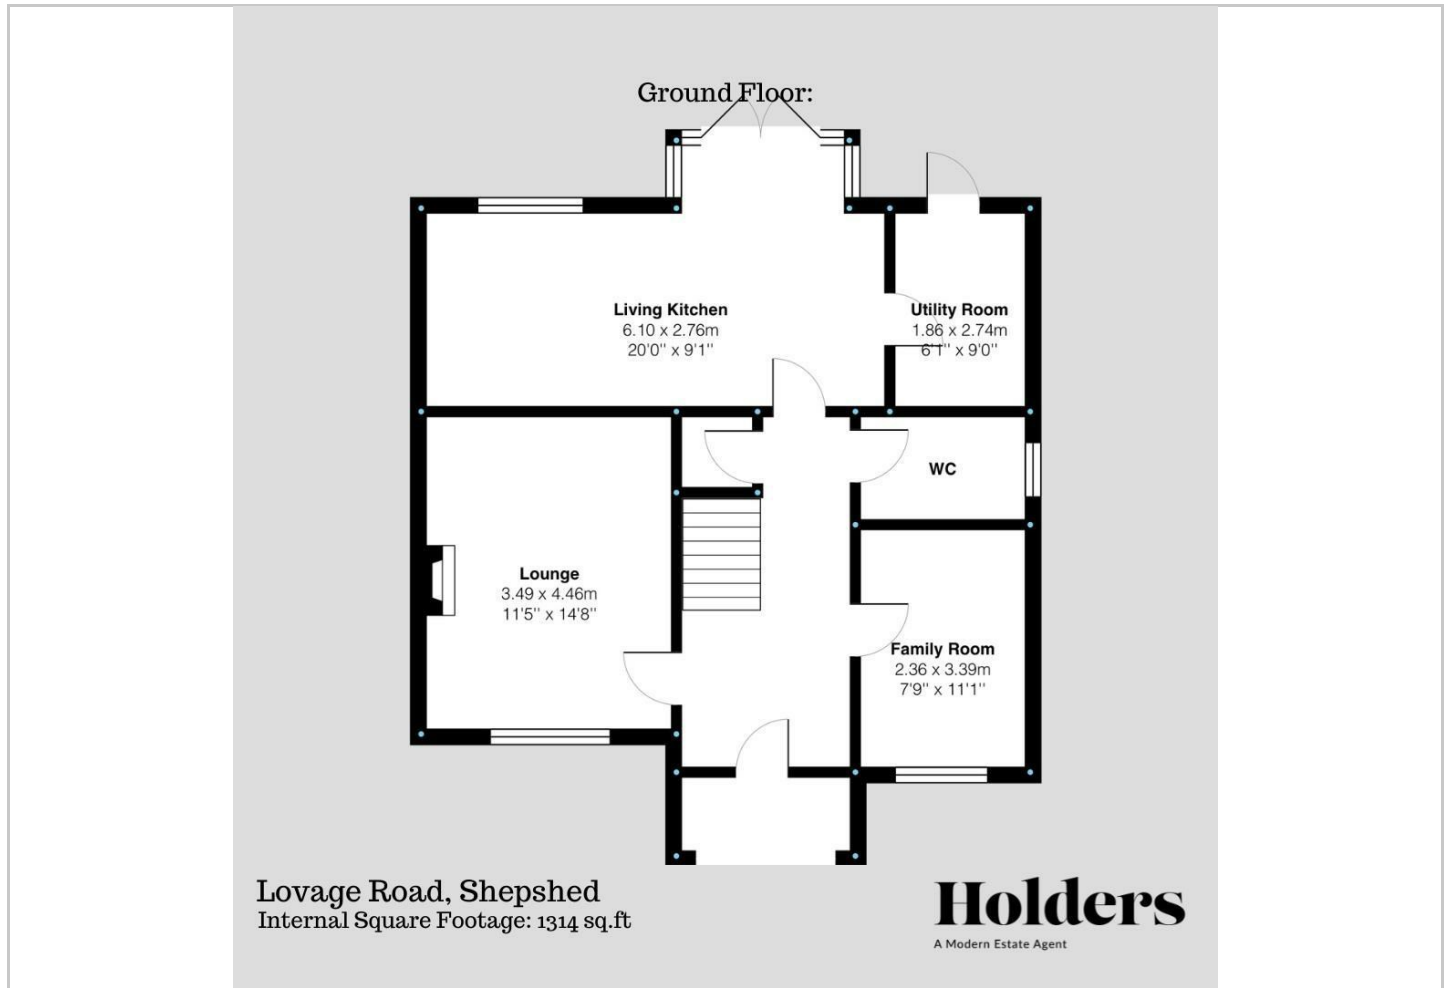 Ground Floor:
Living Kitchen
6.10 x 2.76m
20'0" x 9'1"
Utility Room
1.86 x 2.74m
6'1" x 9'0"
WC
Lounge
3.49 x 4.46m
11'5" x 14'8"
Family Room
2.36 x 3.39m
7'9" x 11'1"
Lovage Road, Shepshed
Internal Square Footage: 1314 sq.ft
Holders
A Modern Estate Agent